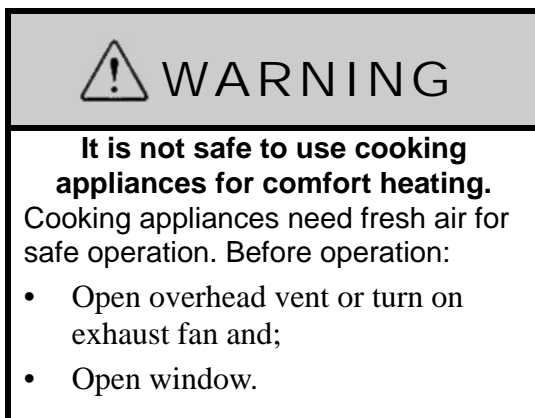 WARNING
It is not safe to use cooking
appliances for comfort heating.
Cooking appliances need fresh air for
safe operation. Before operation:
• Open overhead vent or turn on
exhaust fan and;
• Open window.